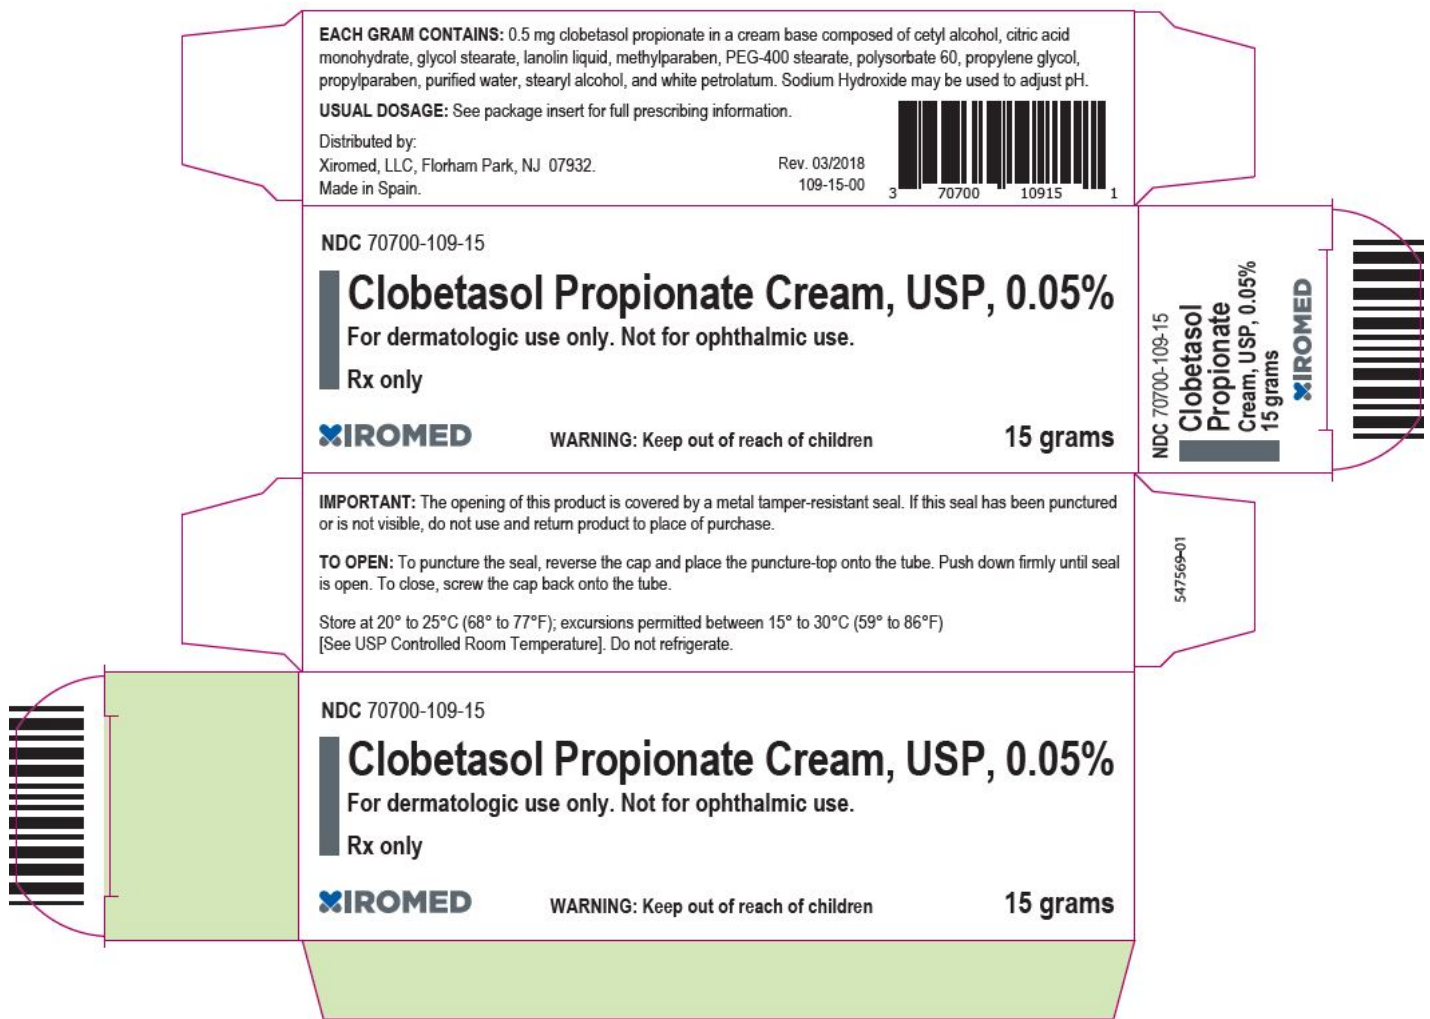 EACH GRAM CONTAINS: 0.5 mg clobetasol propionate in a cream base composed of cetyl alcohol, citric acid
monohydrate, glycol stearate, lanolin liquid, methylparaben, PEG-400 stearate, polysorbate 60, propylene glycol,
propylparaben, purified water, stearyl alcohol, and white petrolatum. Sodium Hydroxide may be used to adjust pH.
USUAL DOSAGE: See package insert for full prescribing information.
Distributed by:
Xiromed, LLC, Florham Park, NJ 07932.
Made in Spain.
Rev. 03/2018
109-15-00
3 70700 10915 1
NDC 70700-109-15
Clobetasol Propionate Cream, USP, 0.05%
For dermatologic use only. Not for ophthalmic use.
Rx only
XIROMED
WARNING: Keep out of reach of children
15 grams
NDC 70700-109-15
Clobetasol
Propionate
Cream, USP, 0.05%
15 grams
XIROMED
IMPORTANT: The opening of this product is covered by a metal tamper-resistant seal. If this seal has been punctured
or is not visible, do not use and return product to place of purchase.
TO OPEN: To puncture the seal, reverse the cap and place the puncture-top onto the tube. Push down firmly until seal
is open. To close, screw the cap back onto the tube.
Store at 20° to 25°C (68° to 77°F); excursions permitted between 15° to 30°C (59° to 86°F)
[See USP Controlled Room Temperature]. Do not refrigerate.
547569-01
NDC 70700-109-15
Clobetasol Propionate Cream, USP, 0.05%
For dermatologic use only. Not for ophthalmic use.
Rx only
XIROMED
WARNING: Keep out of reach of children
15 grams